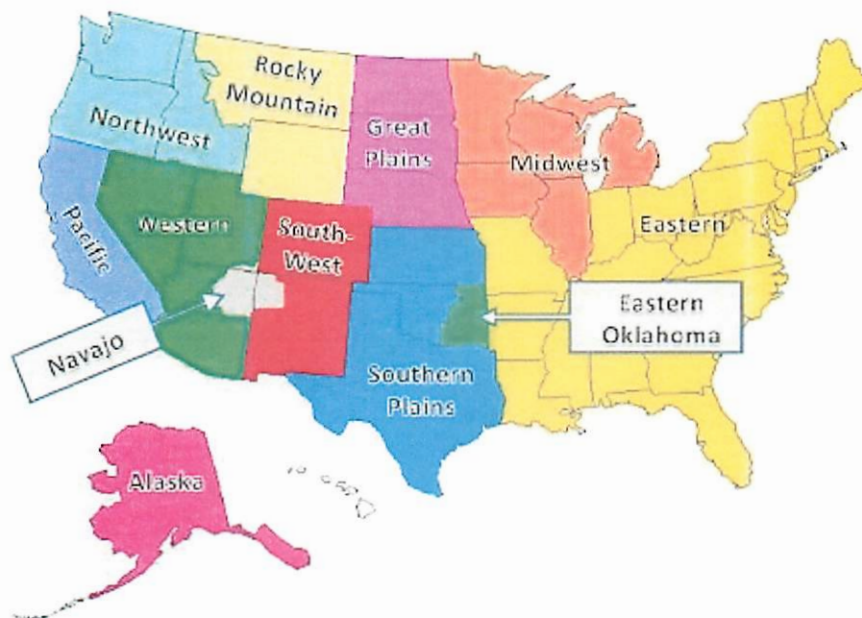 Rocky
Mountain
Northwest
Great
Plains
Midwest
Pacific
Western
South-
West
Eastern
Navajo
Eastern
Oklahoma
Southern
Plains
Alaska